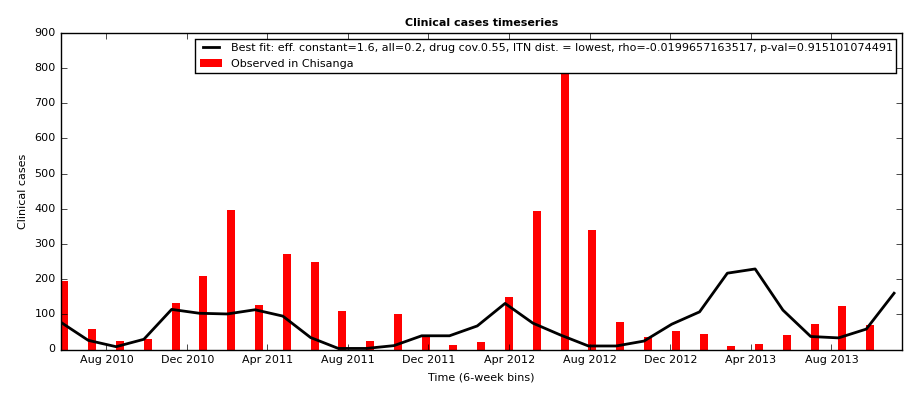 Clinical cases timeseries
900
800
700
600
500
400
300
200
100
0
Clinical cases
Best fit: eff. constant=1.6, all=0.2, drug cov.0.55, ITN dist. = lowest, rho=-0.0199657163517, p-val=0.915101074491
Observed in Chisanga
Aug 2010 Dec 2010 Apr 2011 Aug 2011 Dec 2011 Apr 2012 Aug 2012 Dec 2012 Apr 2013 Aug 2013
Time (6-week bins)